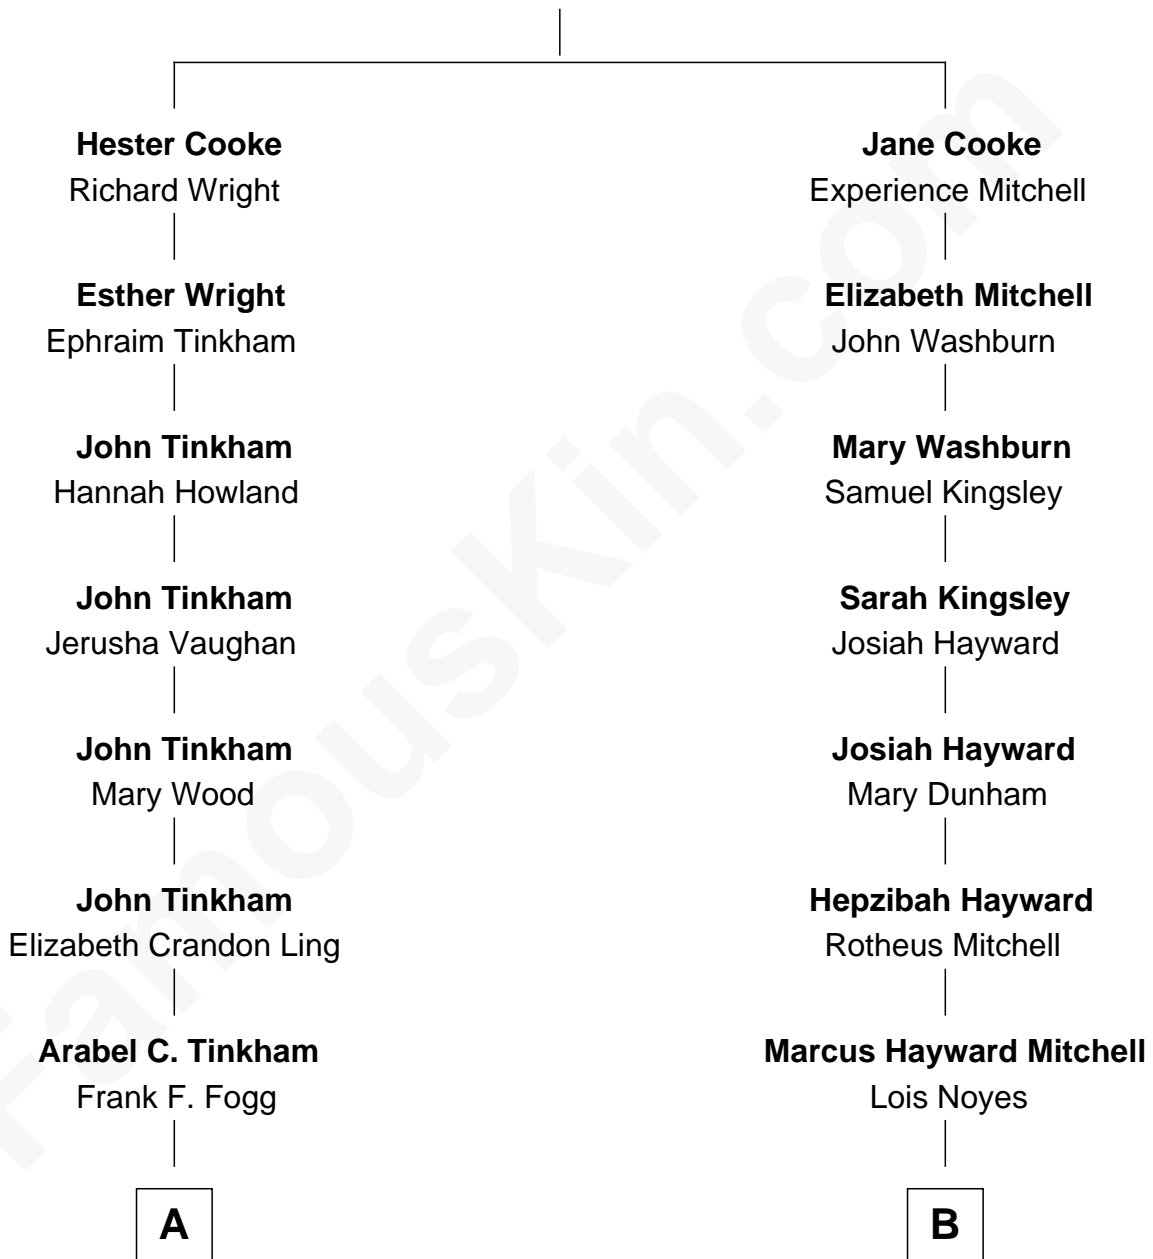 Hester Cooke
Richard Wright
Esther Wright
Ephraim Tinkham
John Tinkham
Hannah Howland
John Tinkham
Jerusha Vaughan
John Tinkham
Mary Wood
John Tinkham
Elizabeth Crandon Ling
Arabel C. Tinkham
Frank F. Fogg
A
Jane Cooke
Experience Mitchell
Elizabeth Mitchell
John Washburn
Mary Washburn
Samuel Kingsley
Sarah Kingsley
Josiah Hayward
Josiah Hayward
Mary Dunham
Hepzibah Hayward
Rotheus Mitchell
Marcus Hayward Mitchell
Lois Noyes
B
FamousKin.com